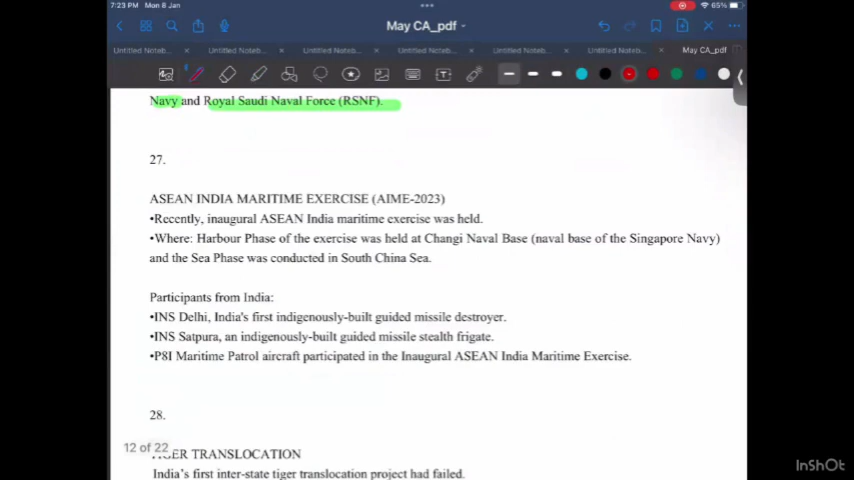 7:23 PM Mon 8 Jan
65%
May CA_pdf
Untitled Noteb...
Untitled Noteb...
Untitled Noteb...
Untitled Noteb...
Untitled Noteb...
Untitled Noteb...
May CA_pdf
Navy and Royal Saudi Naval Force (RSNF).
27.
ASEAN INDIA MARITIME EXERCISE (AIME-2023)
•Recently, inaugural ASEAN India maritime exercise was held.
•Where: Harbour Phase of the exercise was held at Changi Naval Base (naval base of the Singapore Navy)
and the Sea Phase was conducted in South China Sea.
Participants from India:
•INS Delhi, India's first indigenously-built guided missile destroyer.
•INS Satpura, an indigenously-built guided missile stealth frigate.
•P8I Maritime Patrol aircraft participated in the Inaugural ASEAN India Maritime Exercise.
28.
12 of 22
TIGER TRANSLOCATION
India's first inter-state tiger translocation project had failed.
InShOt